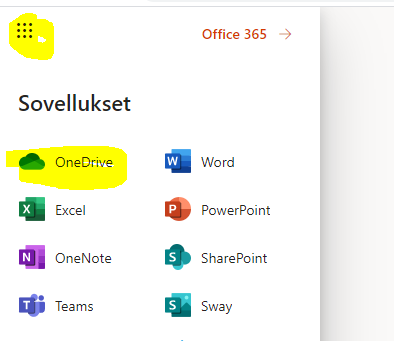 Office 365 →
Sovellukset
OneDrive
Word
Excel
PowerPoint
OneNote
SharePoint
Teams
Sway